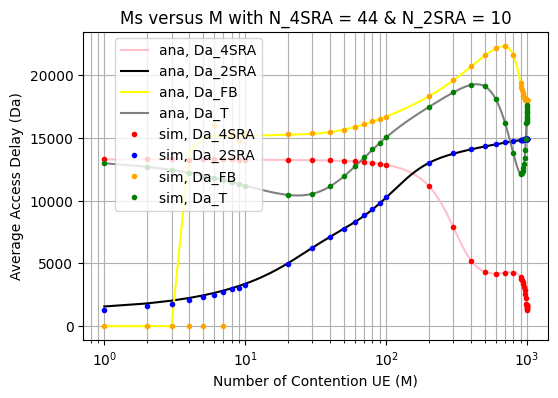 Ms versus M with N_4SRA = 44 & N_2SRA = 10
Average Access Delay (Da)
20000
15000
10000
5000
0
ana, Da_4SRA
ana, Da_2SRA
ana, Da_FB
ana, Da_T
sim, Da_4SRA
sim, Da_2SRA
sim, Da_FB
sim, Da_T
10⁰ 10¹ 10² 10³
Number of Contention UE (M)